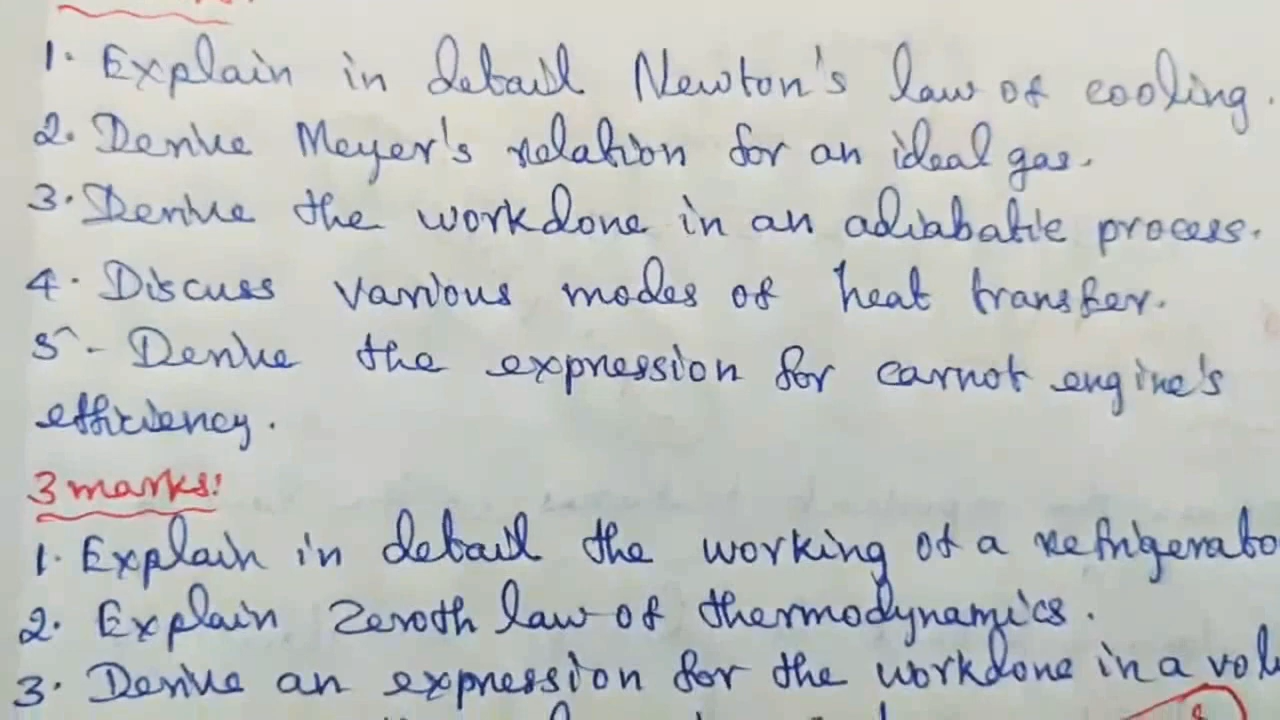 1. Explain in detail Newton's law of cooling.
2. Derive Meyer's relation for an ideal gas.
3. Derive the workdone in an adiabatic process.
4. Discuss various modes of heat transfer.
5 - Derive the expression for carnot engine's
efficiency.
3 marks:
1. Explain in detail the working of a refrigerato
2. Explain Zeroth law of thermodynamics.
3. Derive an expression for the workdone in a vol